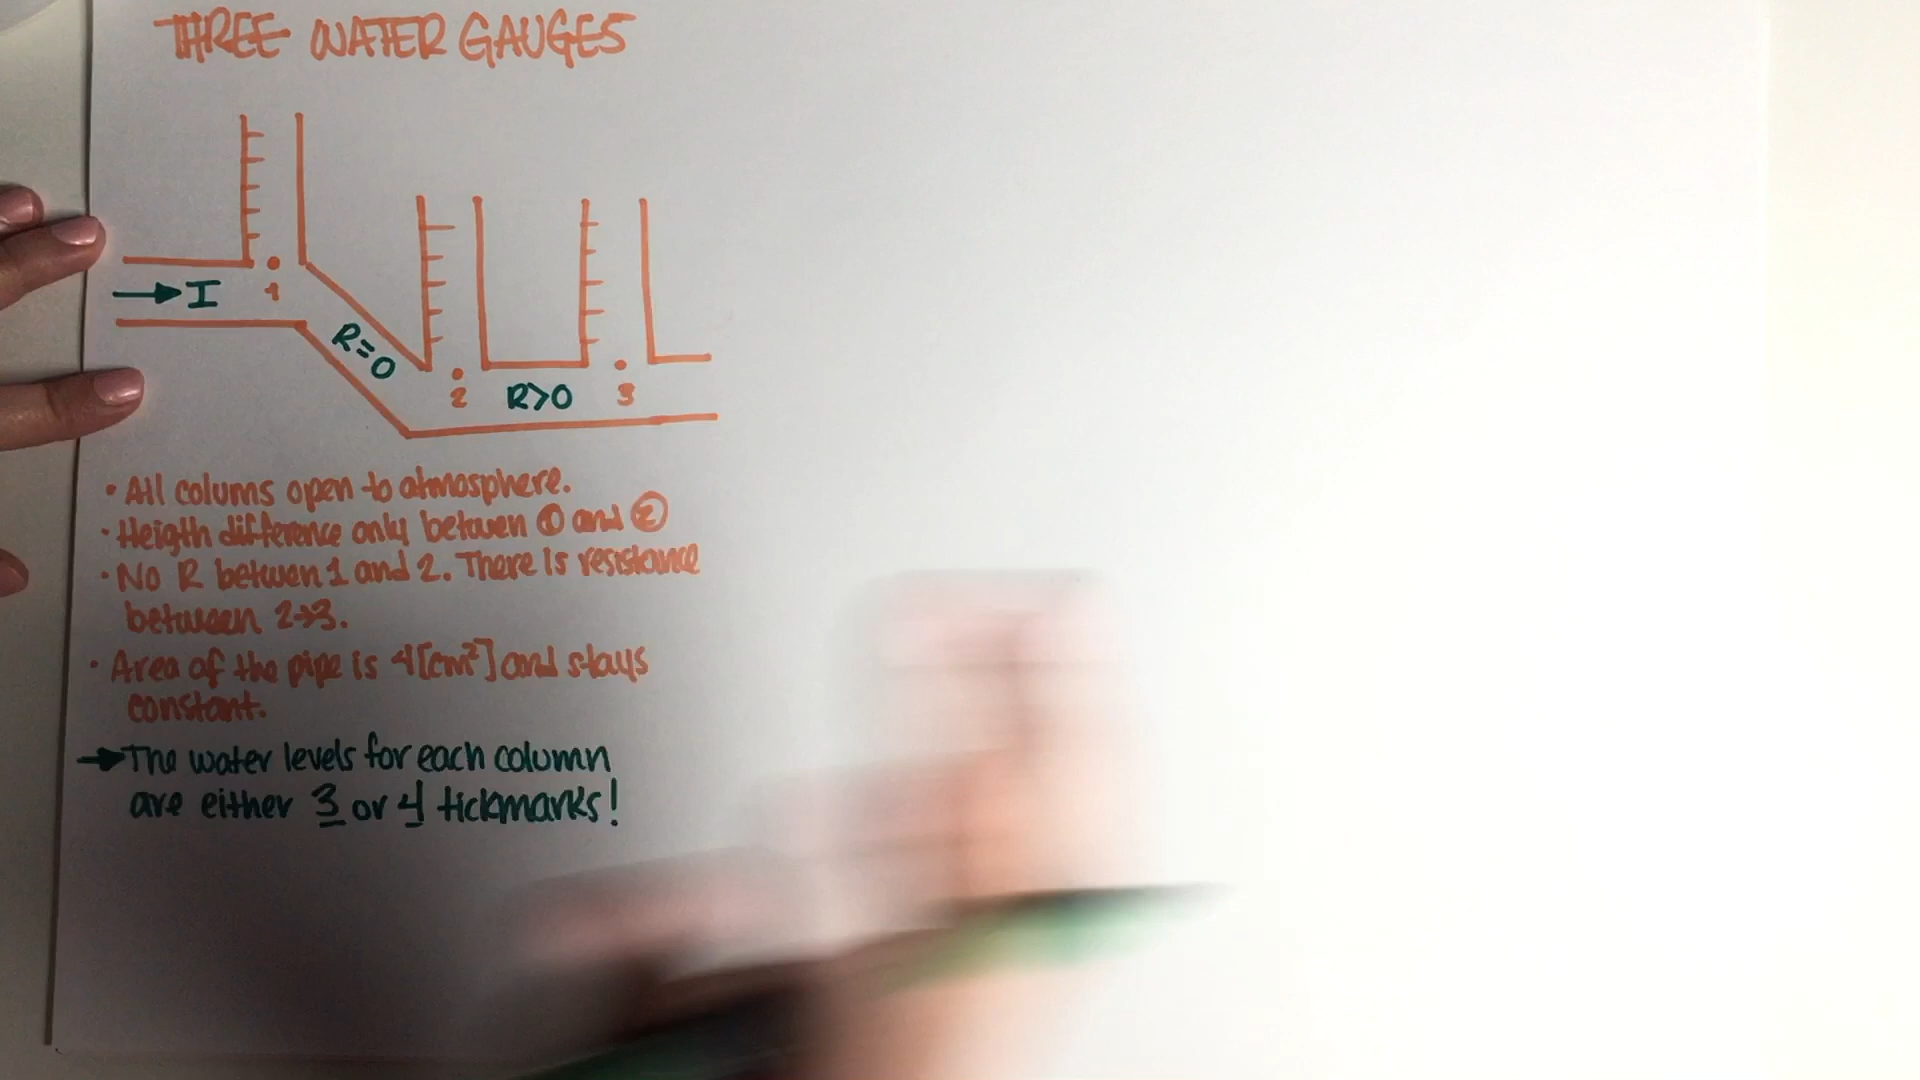 THREE WATER GAUGES
→ I
1
R=0
2
R>0
3
• All colums open to atmosphere.
• Heigth difference only between ① and ②
• No R betwen 1 and 2. There is resistance
between 2→3.
• Area of the pipe is 4[cm²] and stays
constant.
→ The water levels for each column
are either 3 or 4 tickmarks!